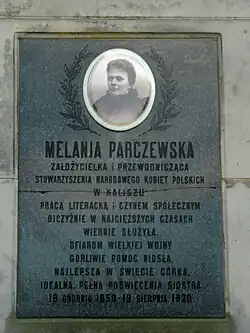 MELANJA PARCZEWSKA
ZAŁOŻYCIELKA I PRZEWODNICZĄCA
STOWARZYSZENIA NARODOWEGO KOBIET POLSKICH
W KALISZU
PRACĄ LITERACKĄ I CZYNEM SPOŁECZNYM
OJCZYŹNIE W NAJCIĘŻSZYCH CZASACH
WIERNIE SŁUŻYŁA,
OFIAROM WIELKIEJ WOJNY
GORLIWIE POMOC NIOSŁA,
NAJLEPSZA W ŚWIECIE CÓRKA,
IDEALNA, PEŁNA POŚWIĘCENIA SIOSTRA.
18 GRUDNIA 1850 - 19 SIERPNIA 1920.